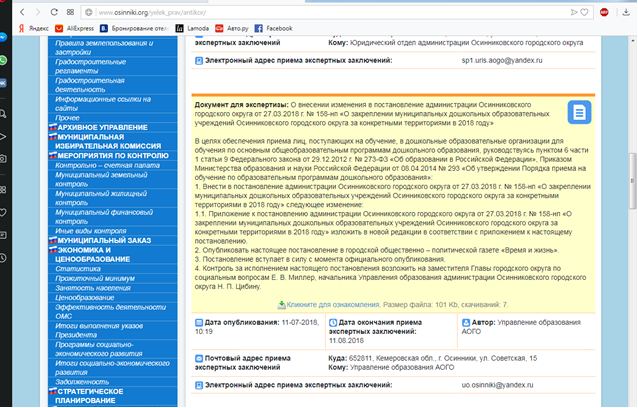 www.osinniki.org/yelek_prav/antikor/
Яндекс
AliExpress
Бронирование отеле
Lamoda
Авто.ру
Facebook
Правила землепользования и
застройки
Градостроительные
регламенты
Градостроительная
деятельность
Информационные ссылки на
сайты
Прочее
АРХИВНОЕ УПРАВЛЕНИЕ
МУНИЦИПАЛЬНАЯ
ИЗБИРАТЕЛЬНАЯ КОМИССИЯ
МЕРОПРИЯТИЯ ПО КОНТРОЛЮ
Контрольно – счетная палата
Муниципальный земельный
контроль
Муниципальный жилищный
контроль
Муниципальный финансовый
контроль
Иные виды контроля
МУНИЦИПАЛЬНЫЙ ЗАКАЗ
ЭКОНОМИКА И
ЦЕНООБРАЗОВАНИЕ
Статистика
Прожиточный минимум
Занятость населения
Ценообразование
Эффективность деятельности
ОМС
Итоги выполнения указов
Президента
Программы социально-
экономического развития
Итоги социально-экономического
развития
Задолженность
СТРАТЕГИЧЕСКОЕ
ПЛАНИРОВАНИЕ
экспертных заключений
Кому: Юридический отдел администрации Осинниковского городского округа
Электронный адрес приема экспертных заключений:
sp1.uris.aogo@yandex.ru
Документ для экспертизы: О внесении изменения в постановление администрации Осинниковского
городского округа от 27.03.2018 г. № 158-нп «О закреплении муниципальных дошкольных образовательных
учреждений Осинниковского городского округа за конкретными территориями в 2018 году»
В целях обеспечения приема лиц, поступающих на обучение, в дошкольные образовательные организации для
обучения по основным общеобразовательным программам дошкольного образования, руководствуясь пунктом 6 части
1 статьи 9 Федерального закона от 29.12.2012 г. № 273-ФЗ «Об образовании в Российской Федерации», Приказом
Министерства образования и науки Российской Федерации от 08.04.2014 № 293 «Об утверждении Порядка приема на
обучение по образовательным программам дошкольного образования»:
1. Внести в постановление администрации Осинниковского городского округа от 27.03.2018 г. № 158-нп «О закреплении
муниципальных дошкольных образовательных учреждений Осинниковского городского округа за конкретными
территориями в 2018 году» следующее изменение:
1.1. Приложение к постановлению администрации Осинниковского городского округа от 27.03.2018 г. № 158-нп «О
закреплении муниципальных дошкольных образовательных учреждений Осинниковского городского округа за конкретными
территориями в 2018 году» изложить в новой редакции в соответствии с приложением к настоящему
постановлению.
2. Опубликовать настоящее постановление в городской общественно – политической газете «Время и жизнь».
3. Постановление вступает в силу с момента официального опубликования.
4. Контроль за исполнением настоящего постановления возложить на заместителя Главы городского округа по
социальным вопросам Е. В. Миллер, начальника Управления образования администрации Осинниковского городского
округа Н. П. Цибину.
Кликните для ознакомления. Размер файла: 101 Kb, скачиваний: 7.
Дата опубликования: 11-07-2018,
10:19
Дата окончания приема
экспертных заключений:
11.08.2018
Автор: Управление образования
АОГО
Почтовый адрес приема
экспертных заключений
Куда: 652811, Кемеровская обл., г. Осинники, ул. Советская, 15
Кому: Управление образования АОГО
Электронный адрес приема экспертных заключений:
uo.osinniki@yandex.ru